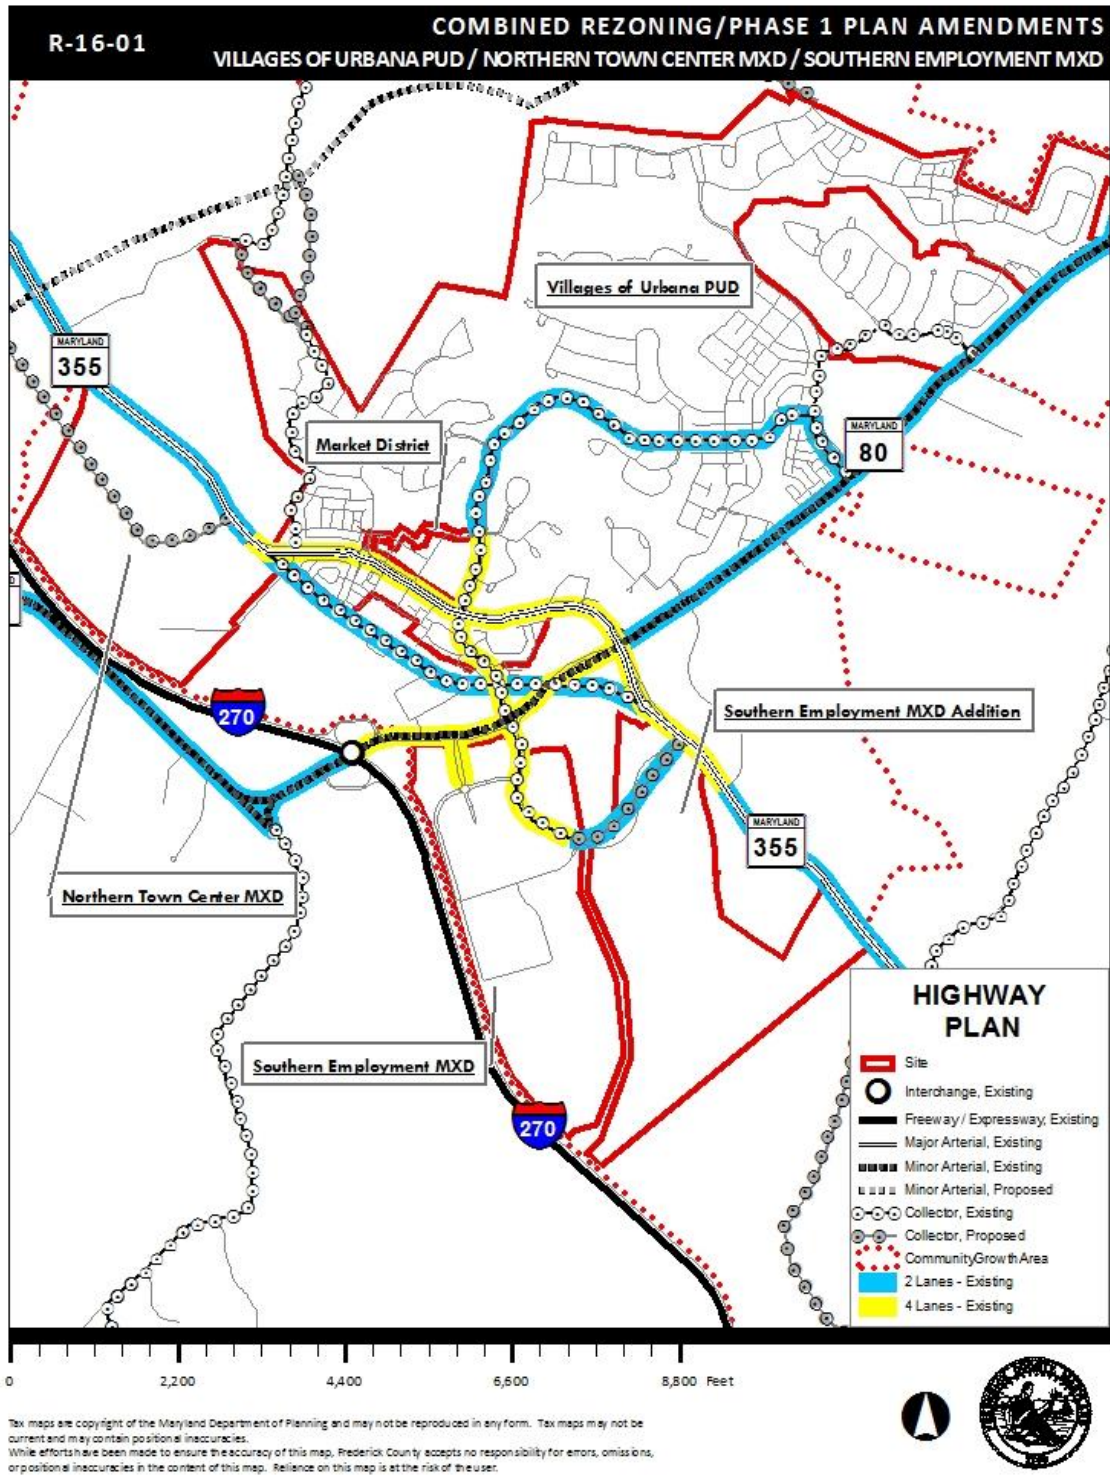 R-16-01
COMBINED REZONING/PHASE 1 PLAN AMENDMENTS
VILLAGES OF URBANA PUD / NORTHERN TOWN CENTER MXD / SOUTHERN EMPLOYMENT MXD
Villages of Urbana PUD
MARYLAND
355
Market District
MARYLAND
80
270
Southern Employment MXD Addition
MARYLAND
355
Northern Town Center MXD
Southern Employment MXD
270
HIGHWAY
PLAN
Site
Interchange, Existing
Freeway / Expressway, Existing
Major Arterial, Existing
Minor Arterial, Existing
Minor Arterial, Proposed
Collector, Existing
Collector, Proposed
CommunityGrowthArea
2 Lanes - Existing
4 Lanes - Existing
0 2,200 4,400 6,600 8,800 Feet
Tax maps are copyright of the Maryland Department of Planning and may not be reproduced in any form. Tax maps may not be
current and may contain positional inaccuracies.
While efforts have been made to ensure the accuracy of this map, Frederick County accepts no responsibility for errors, omissions,
or positional inaccuracies in the content of this map. Reliance on this map is at the risk of the user.